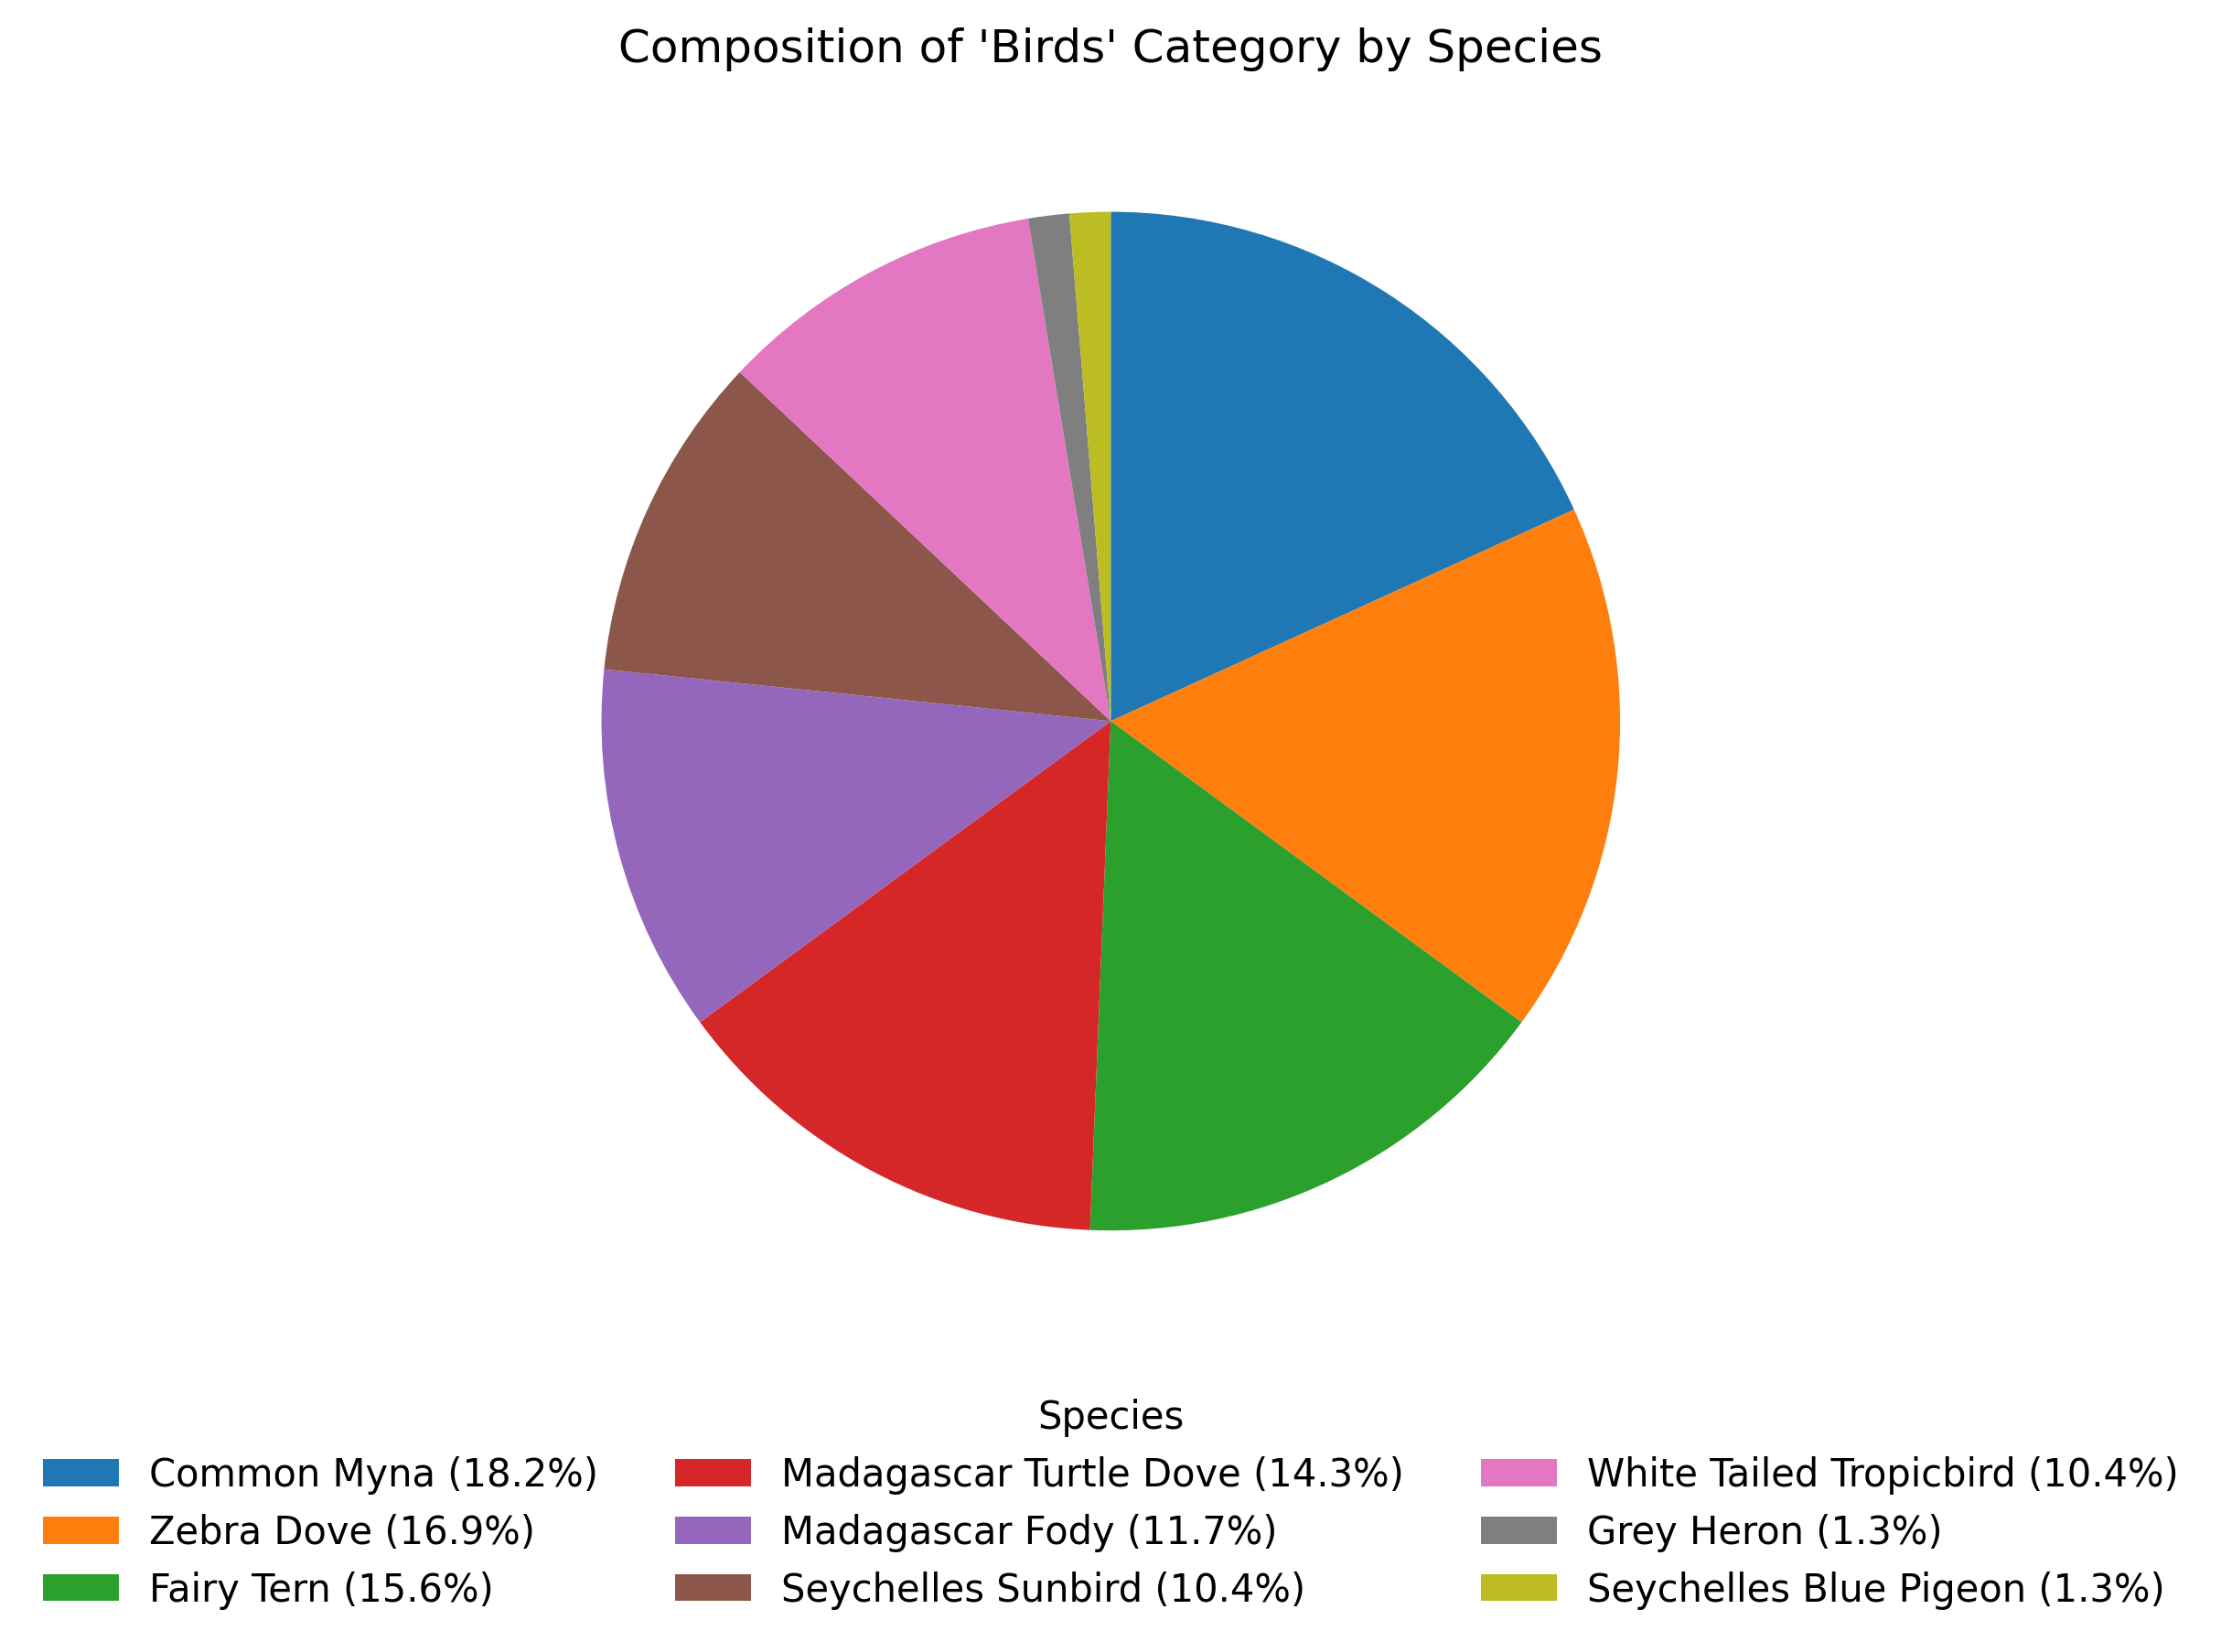 Composition of 'Birds' Category by Species
Species
Common Myna (18.2%)
Zebra Dove (16.9%)
Fairy Tern (15.6%)
Madagascar Turtle Dove (14.3%)
Madagascar Fody (11.7%)
Seychelles Sunbird (10.4%)
White Tailed Tropicbird (10.4%)
Grey Heron (1.3%)
Seychelles Blue Pigeon (1.3%)